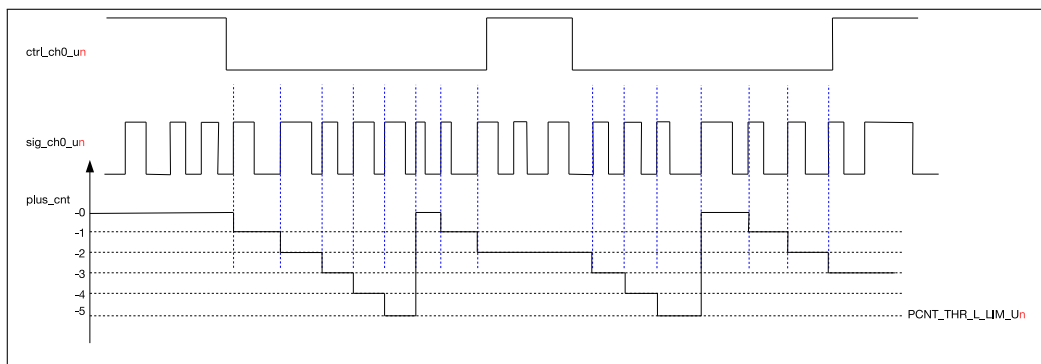 ctrl_ch0_un
sig_ch0_un
plus_cnt
-0
-1
-2
-3
-4
-5
PCNT_THR_L_LIM_Un